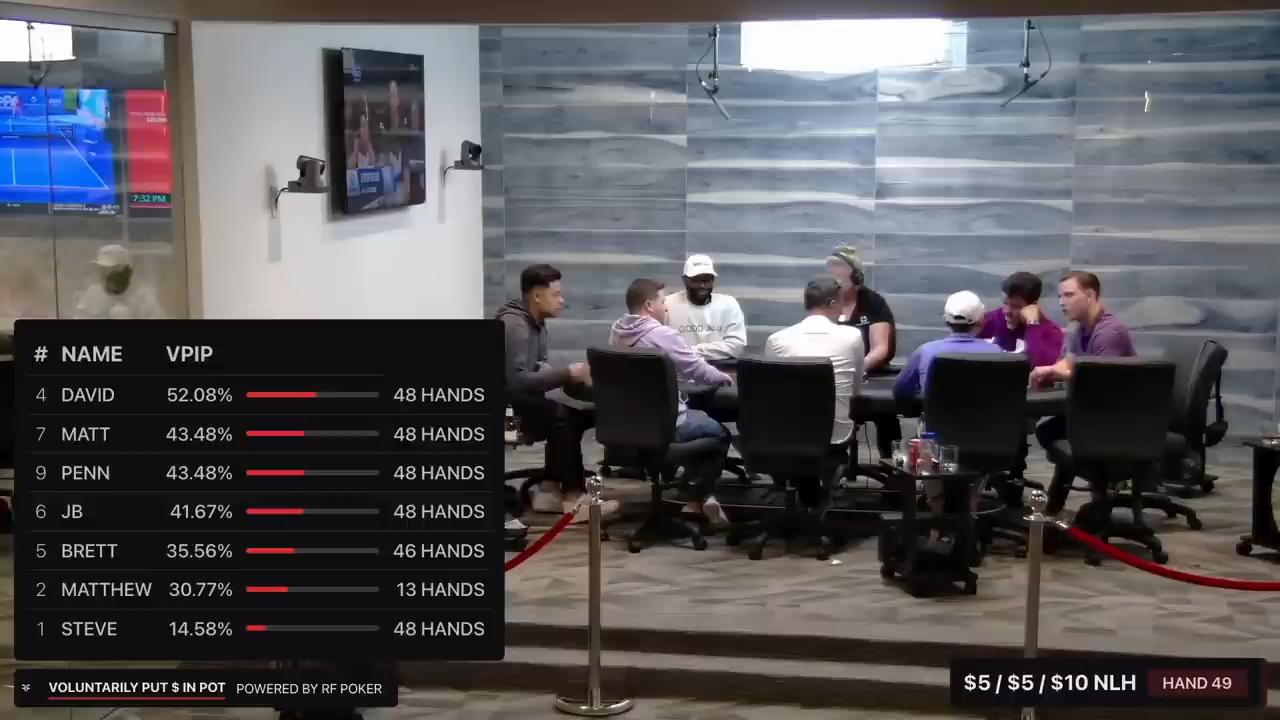 7:32 PM
# NAME VPIP
4 DAVID 52.08% 48 HANDS
7 MATT 43.48% 48 HANDS
9 PENN 43.48% 48 HANDS
6 JB 41.67% 48 HANDS
5 BRETT 35.56% 46 HANDS
2 MATTHEW 30.77% 13 HANDS
1 STEVE 14.58% 48 HANDS
RF VOLUNTARILY PUT $ IN POT POWERED BY RF POKER
$5 / $5 / $10 NLH HAND 49